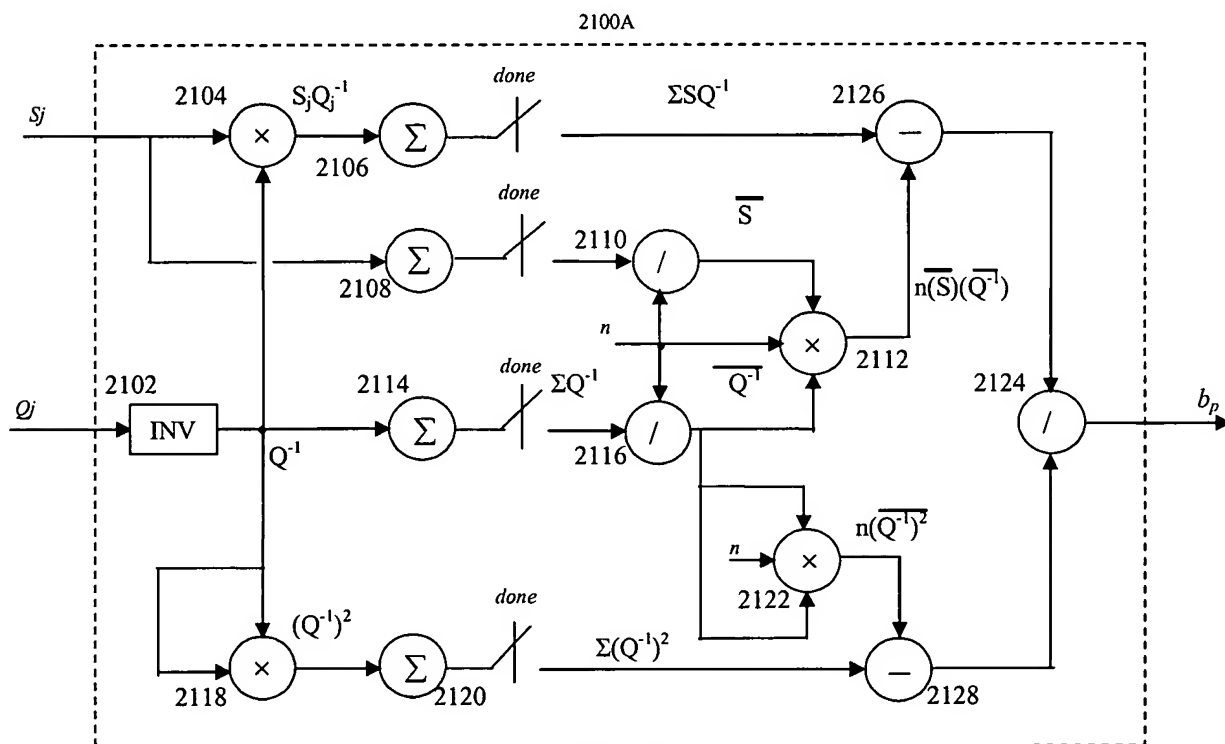 2100A
2104
SⱼQⱼ⁻¹
done
ΣSQ⁻¹
2126
Sj
×
2106
Σ
−
done
S̅
2110
/
2108
Σ
n(S̅)(Q̅⁻̅¹̅)
n
×
2112
2102
2114
done
ΣQ⁻¹
Q̅⁻̅¹̅
2124
Qj
INV
Q⁻¹
Σ
2116
/
/
bₚ
n(Q̅⁻̅¹̅)̅²̅
n
×
2122
done
(Q⁻¹)²
Σ(Q⁻¹)²
2118
×
Σ
2120
−
2128